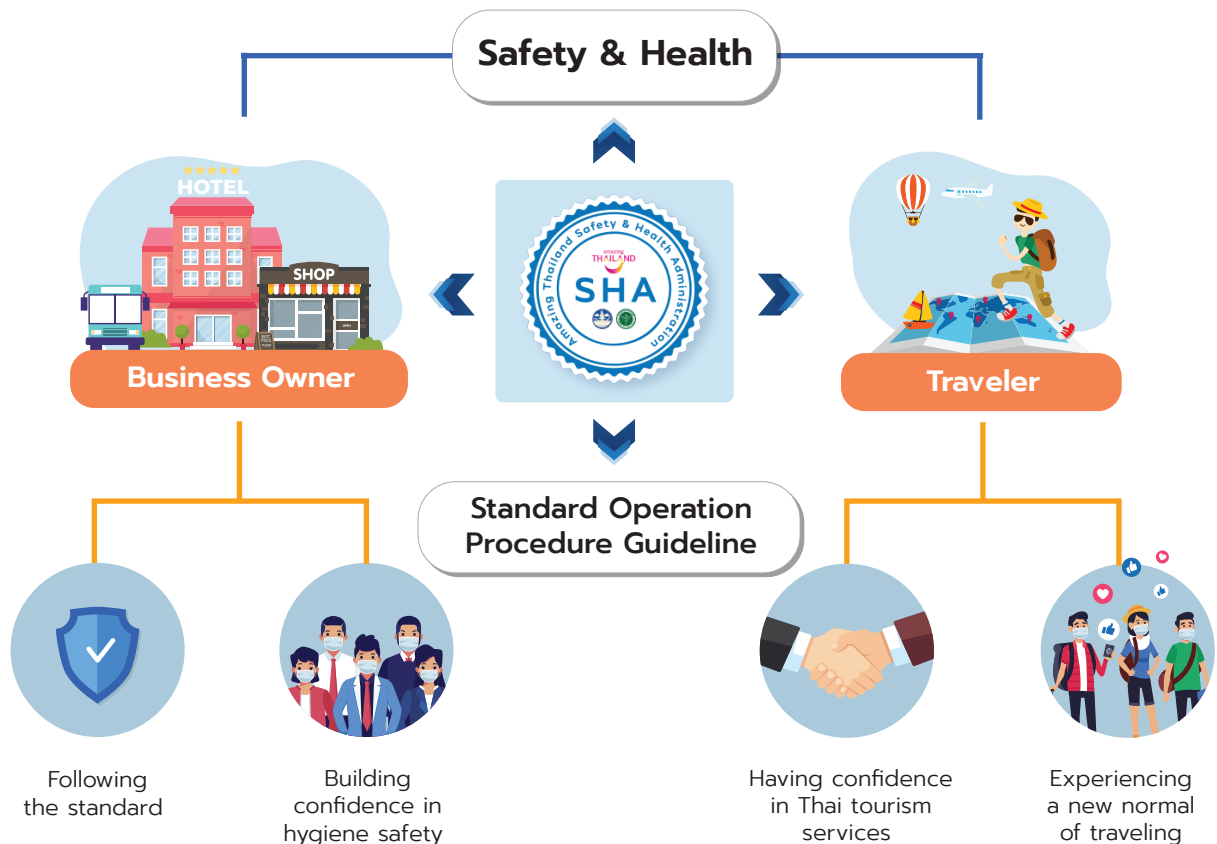 Safety & Health
HOTEL
SHOP
OPEN
Amazing Thailand Safety & Health Administration
amazing
THAILAND
SHA
Business Owner
Traveler
Standard Operation
Procedure Guideline
Following
the standard
Building
confidence in
hygiene safety
Having confidence
in Thai tourism
services
Experiencing
a new normal
of traveling